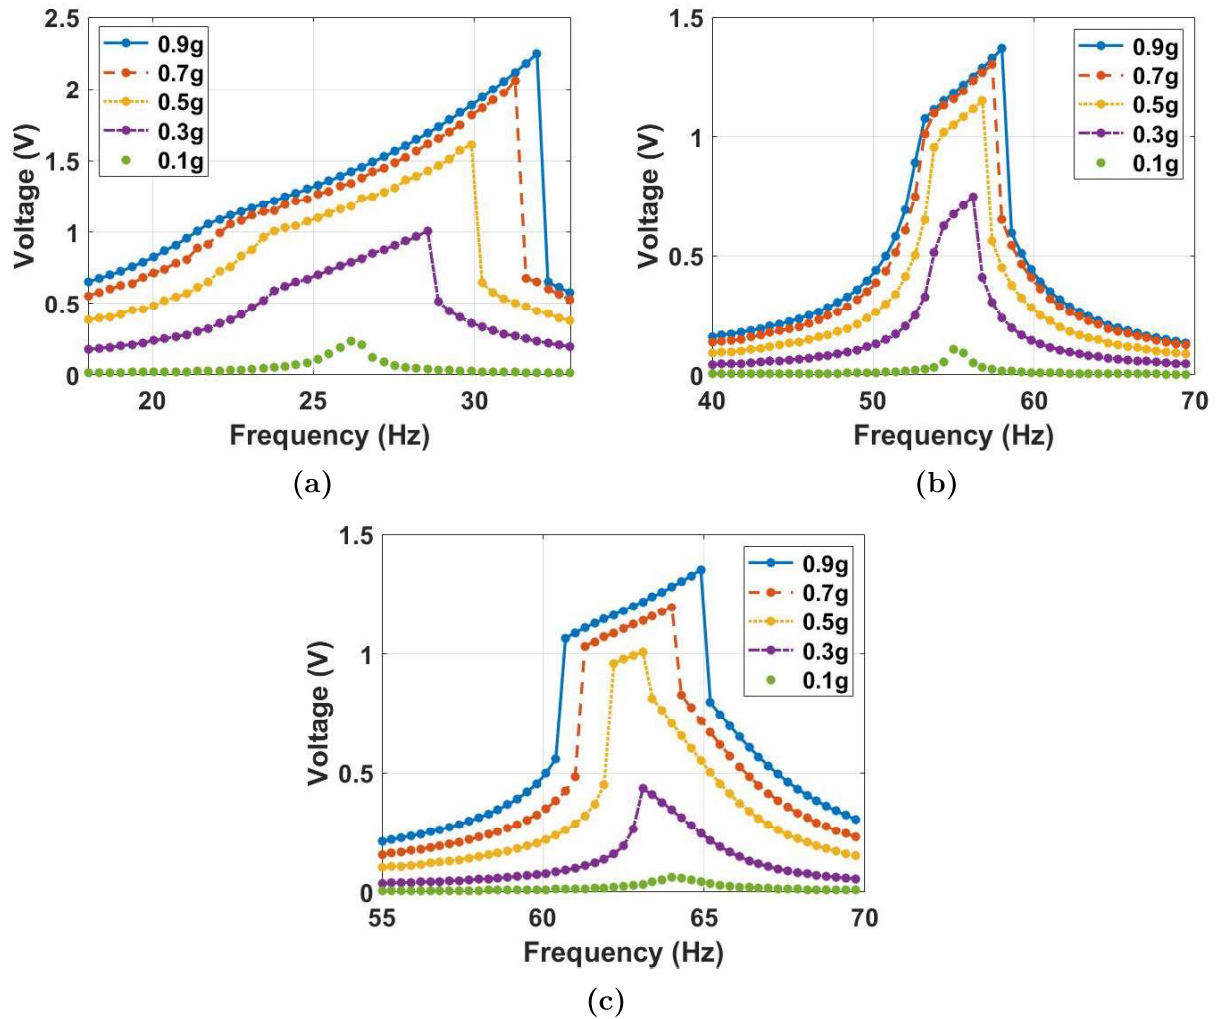 2.5
2
1.5
1
0.5
0
Voltage (V)
0.9g
0.7g
0.5g
0.3g
0.1g
20
25
30
Frequency (Hz)
(a)
1.5
1
0.5
0
Voltage (V)
0.9g
0.7g
0.5g
0.3g
0.1g
40
50
60
70
Frequency (Hz)
(b)
1.5
1
0.5
0
Voltage (V)
0.9g
0.7g
0.5g
0.3g
0.1g
55
60
65
70
Frequency (Hz)
(c)